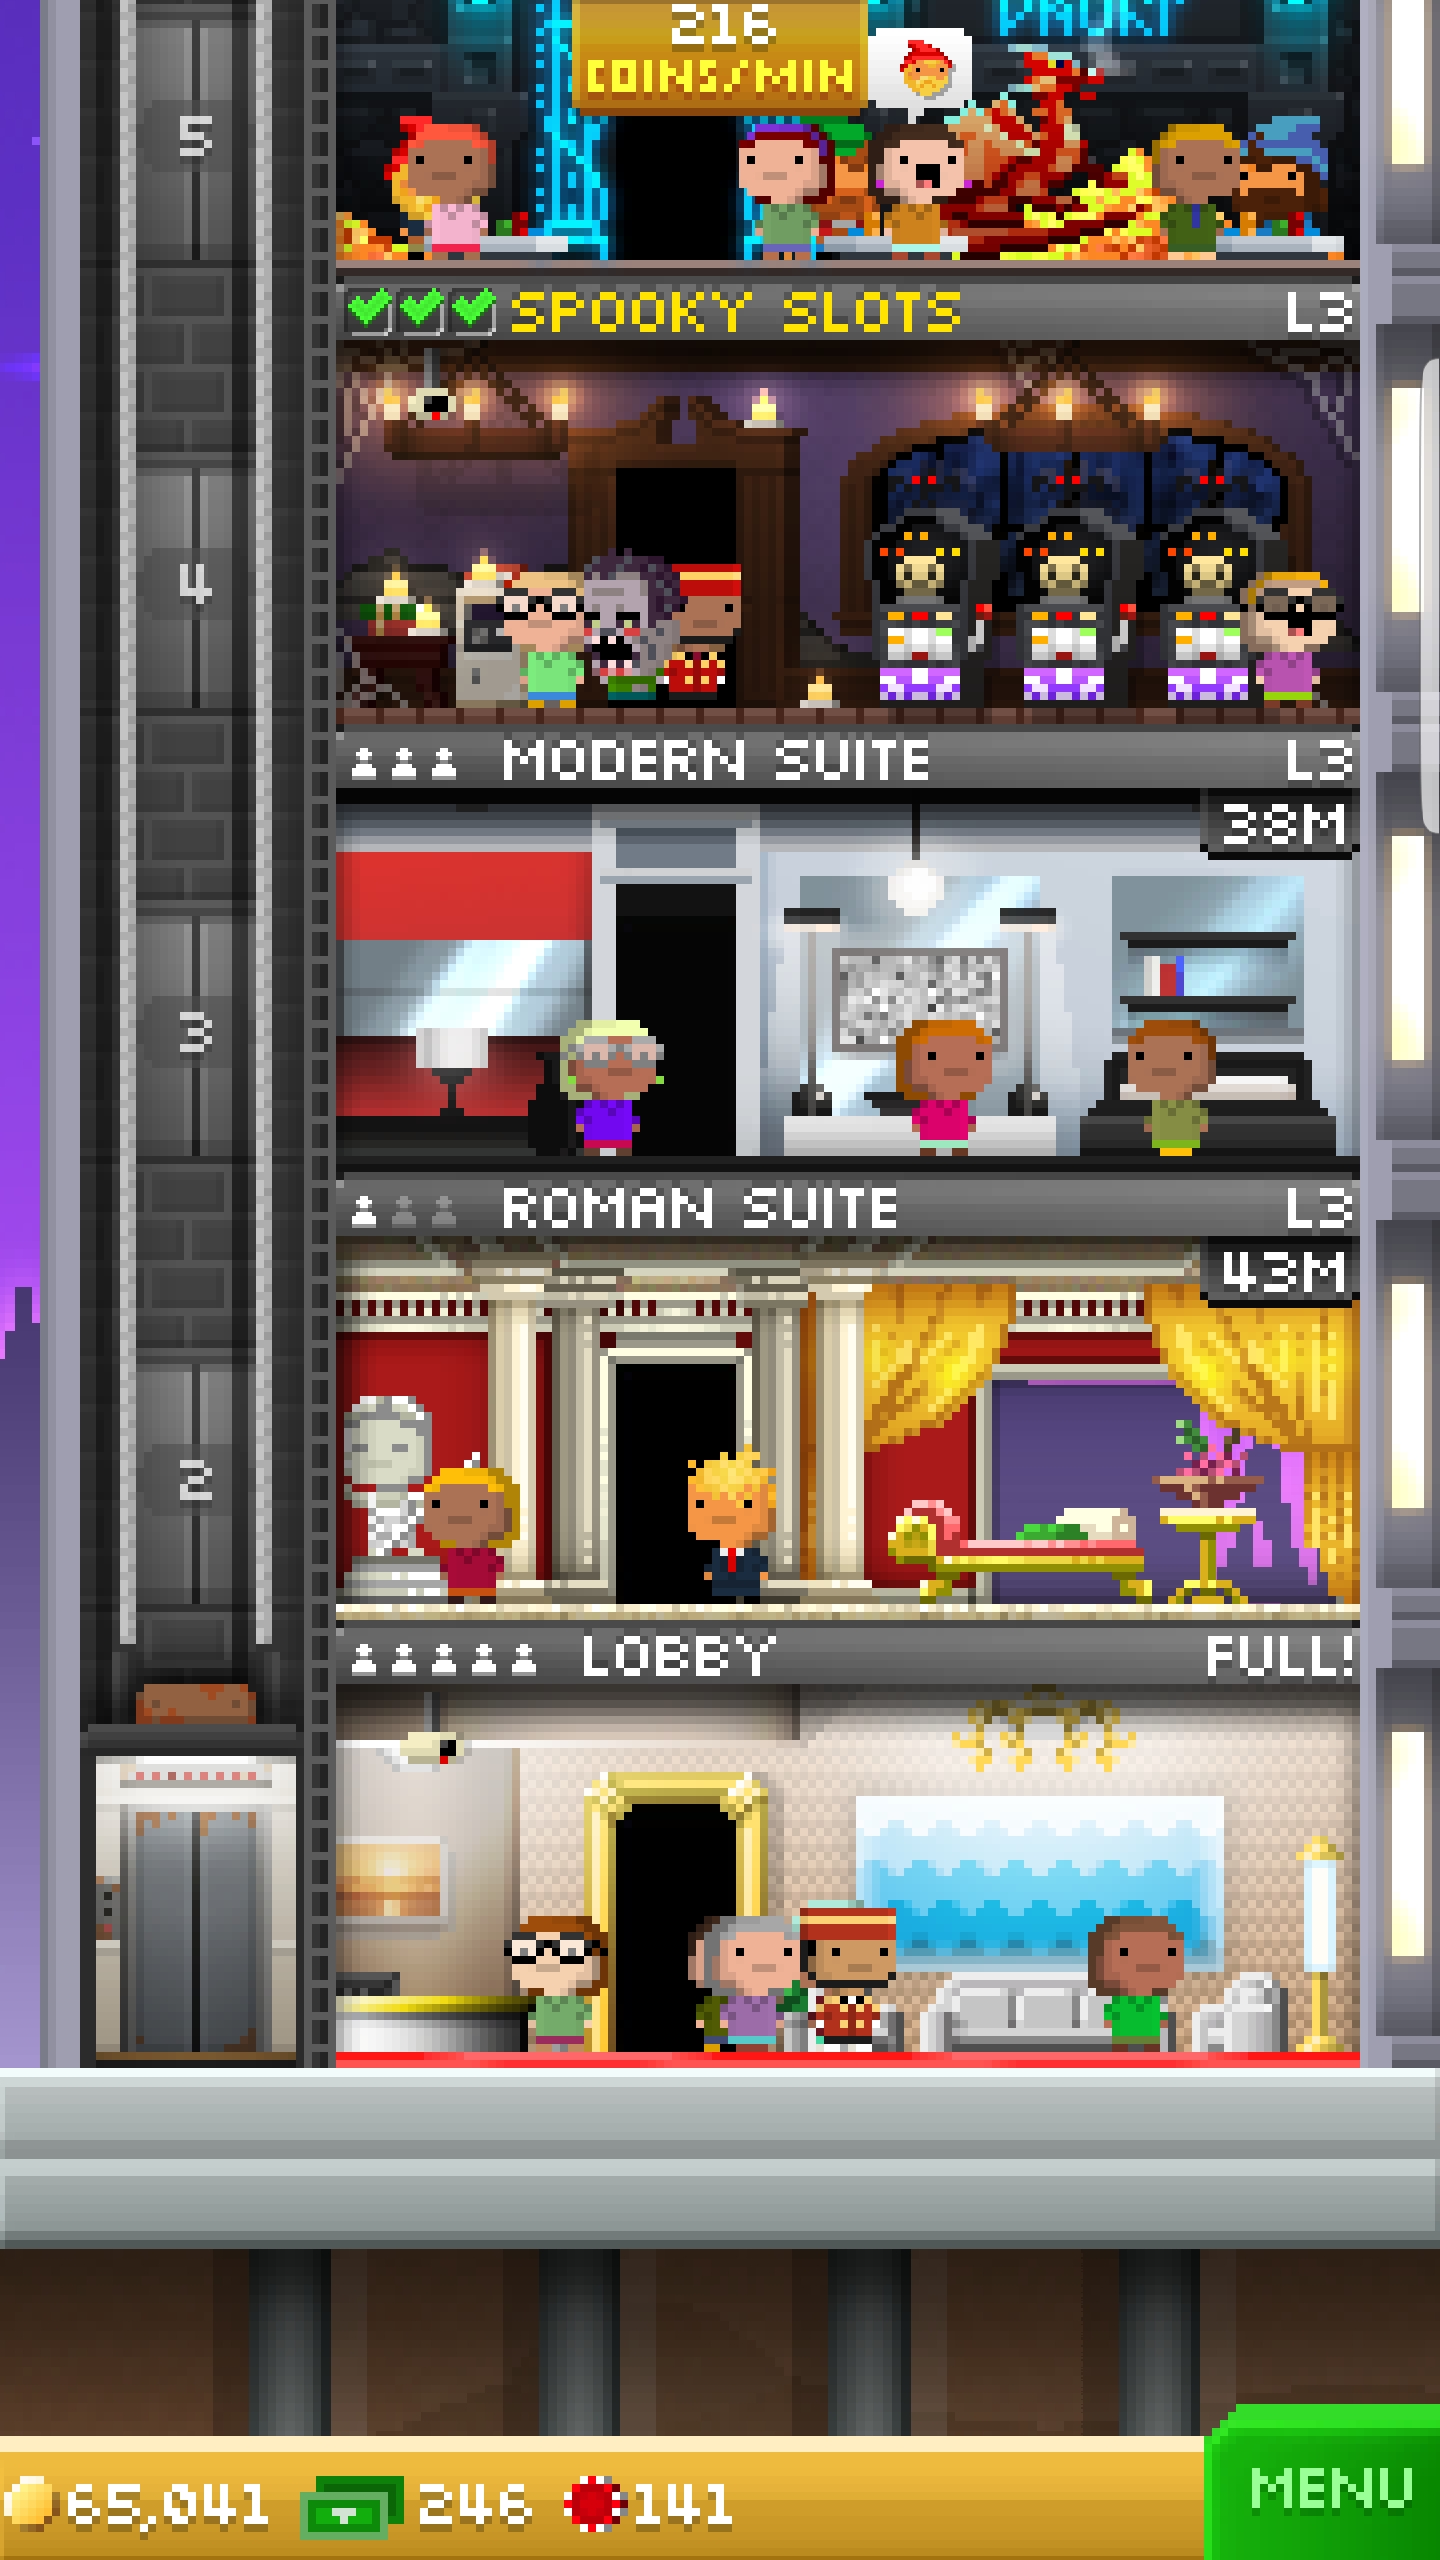 216
COINS/MIN
5
SPOOKY SLOTS L3
4
MODERN SUITE L3
38M
3
ROMAN SUITE L3
43M
2
LOBBY FULL!
65,041 246 141 MENU